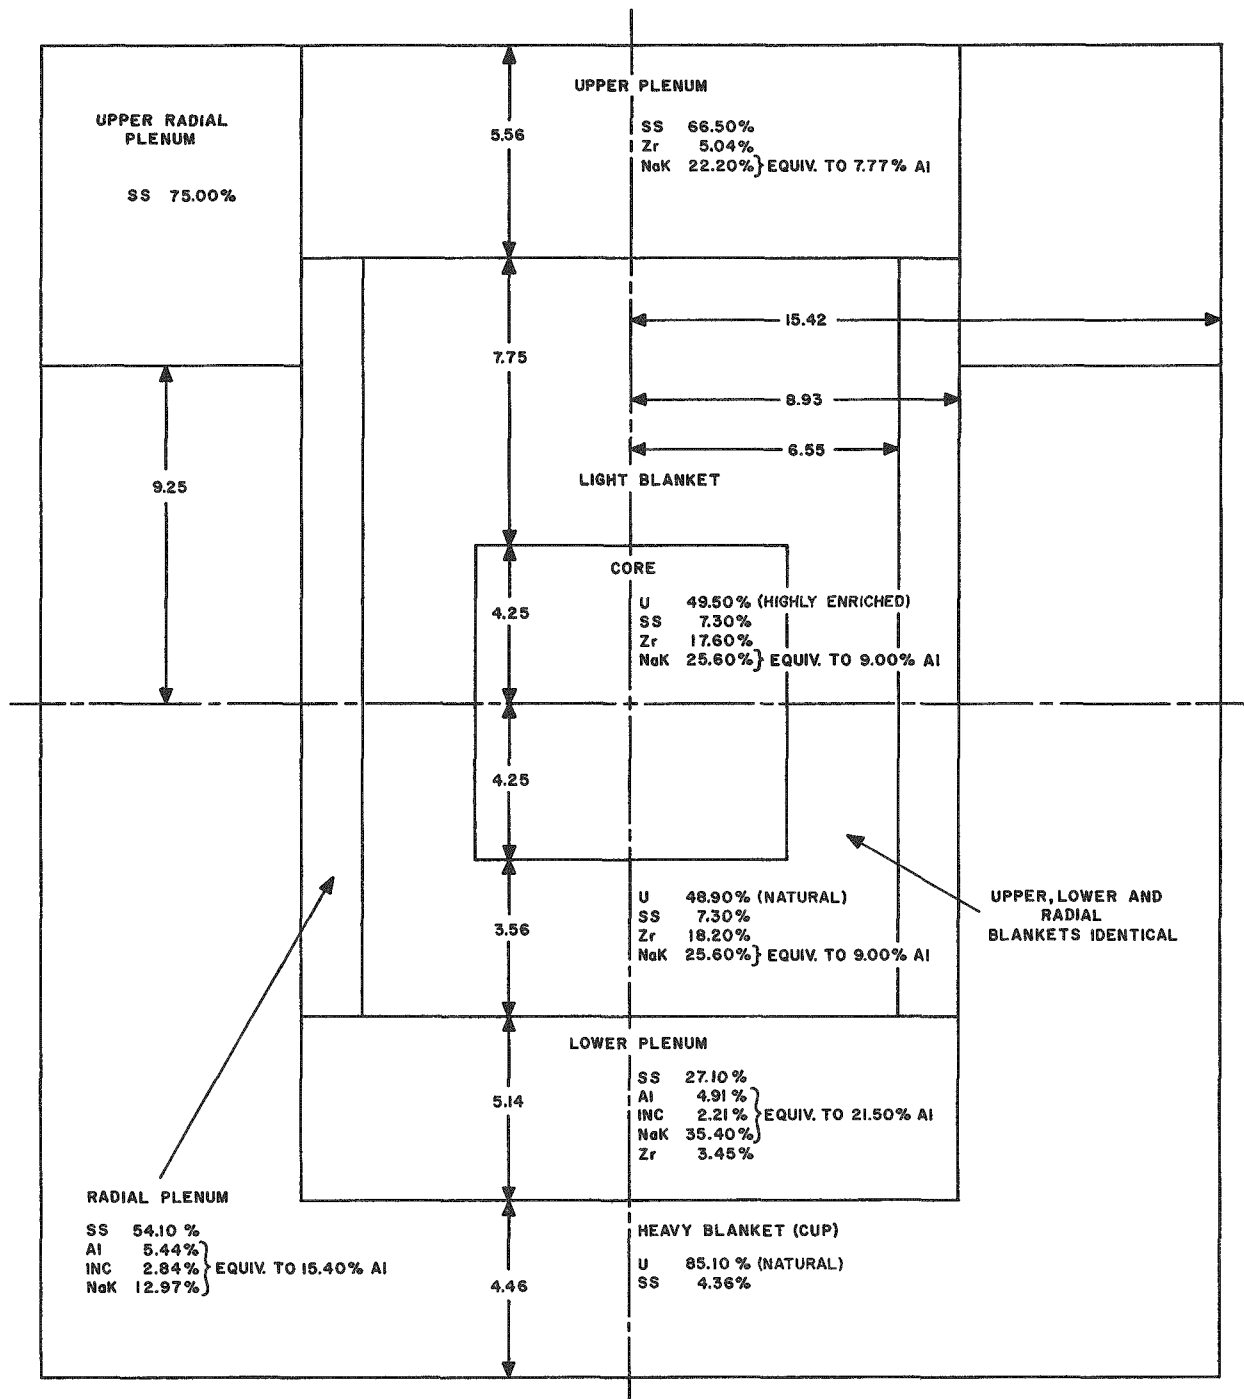 UPPER PLENUM
SS 66.50%
Zr 5.04%
NaK 22.20%} EQUIV. TO 7.77% Al
UPPER RADIAL
PLENUM
SS 75.00%
5.56
15.42
7.75
8.93
6.55
9.25
LIGHT BLANKET
CORE
U 49.50% (HIGHLY ENRICHED)
SS 7.30%
Zr 17.60%
NaK 25.60%} EQUIV. TO 9.00% Al
4.25
4.25
U 48.90% (NATURAL)
SS 7.30%
Zr 18.20%
NaK 25.60%} EQUIV. TO 9.00% Al
3.56
UPPER, LOWER AND
RADIAL
BLANKETS IDENTICAL
LOWER PLENUM
SS 27.10%
Al 4.91%
INC 2.21% } EQUIV. TO 21.50% Al
NaK 35.40%
Zr 3.45%
5.14
RADIAL PLENUM
SS 54.10 %
Al 5.44%
INC 2.84% } EQUIV. TO 15.40% Al
NaK 12.97%
HEAVY BLANKET (CUP)
U 85.10 % (NATURAL)
SS 4.36%
4.46